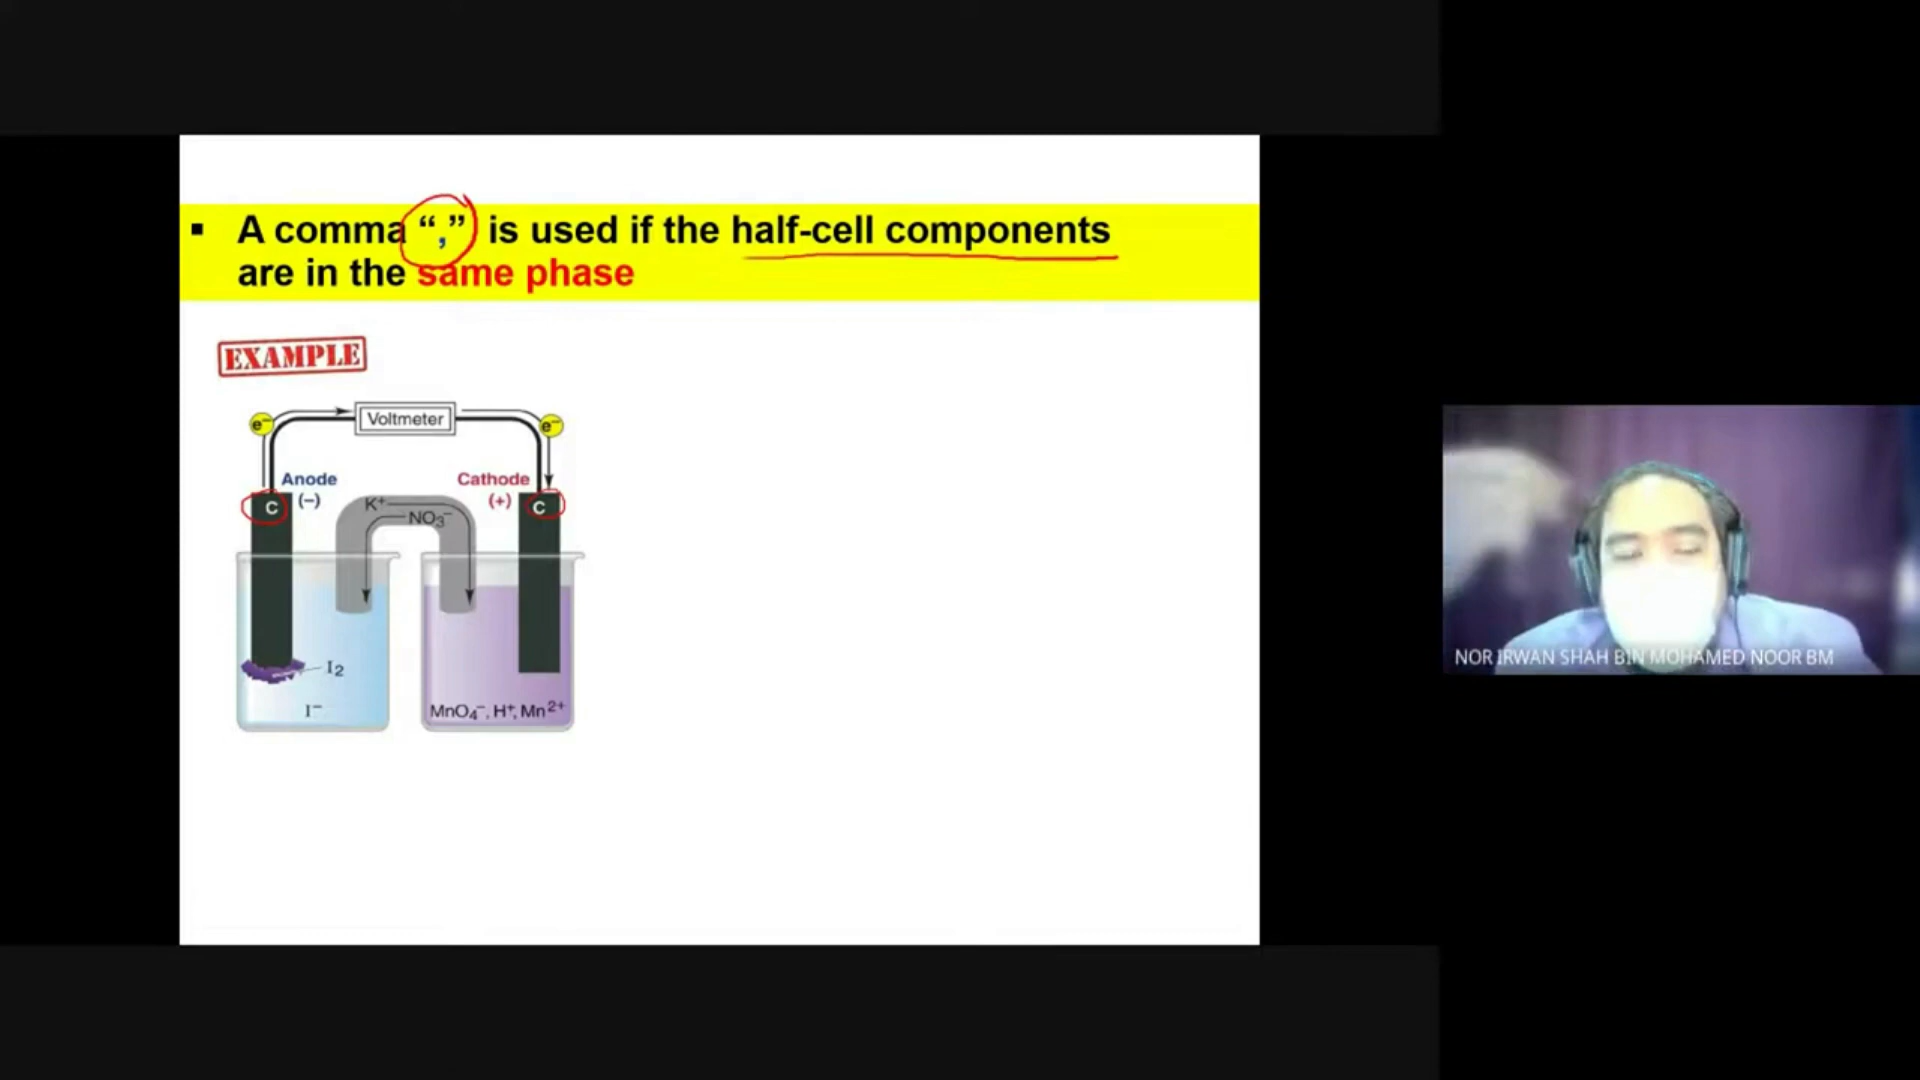 ▪ A comma “,” is used if the half-cell components
are in the same phase
EXAMPLE
e⁻ Voltmeter e⁻
Anode Cathode
(−) (+)
C C
K⁺
NO₃⁻
I₂
I⁻
MnO₄⁻, H⁺, Mn²⁺
NOR IRWAN SHAH BIN MOHAMED NOOR BM